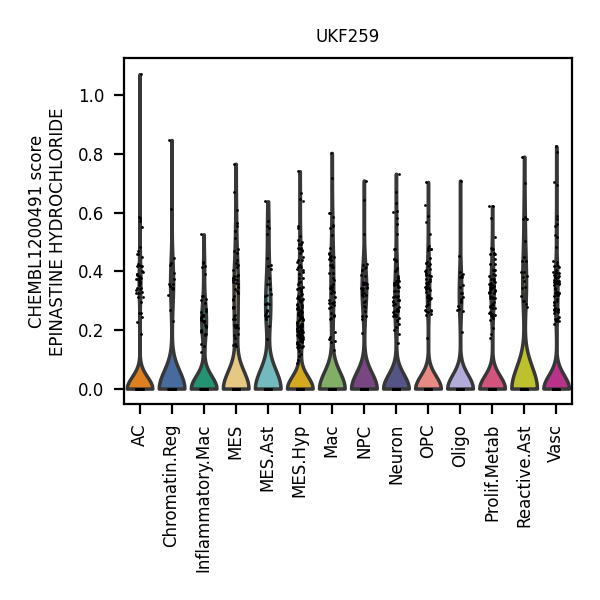 UKF259
CHEMBL1200491 score
EPINASTINE HYDROCHLORIDE
1.0
0.8
0.6
0.4
0.2
0.0
AC
Chromatin.Reg
Inflammatory.Mac
MES
MES.Ast
MES.Hyp
Mac
NPC
Neuron
OPC
Oligo
Prolif.Metab
Reactive.Ast
Vasc